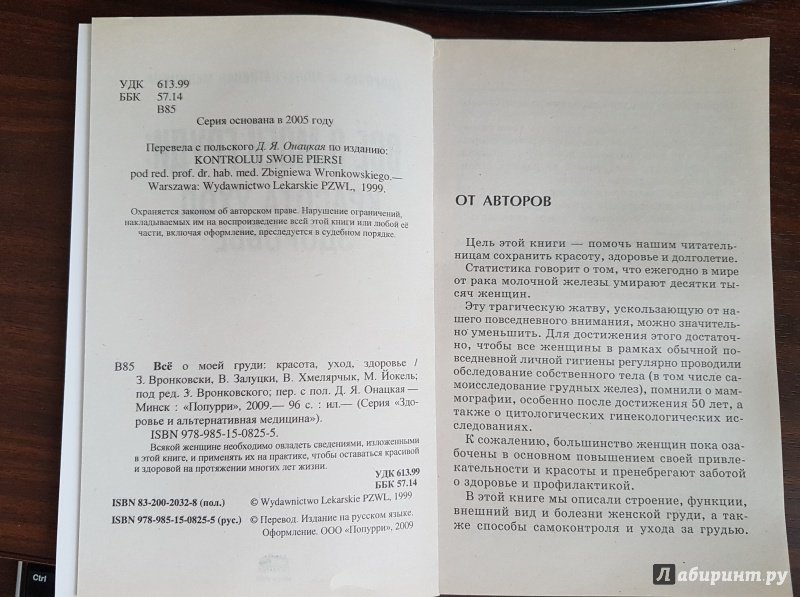 УДК 613.99
ББК 57.14
В85
Серия основана в 2005 году
Перевела с польского Д. Я. Онацкая по изданию:
KONTROLUJ SWOJE PIERSI
pod red. prof. dr. hab. med. Zbigniewa Wronkowskiego.—
Warszawa: Wydawnictwo Lekarskie PZWL, 1999.
Охраняется законом об авторском праве. Нарушение ограничений,
накладываемых им на воспроизведение всей этой книги или любой её
части, включая оформление, преследуется в судебном порядке.
В85 Всё о моей груди: красота, уход, здоровье /
З. Вронковски, В. Залуцки, В. Хмелярчык, М. Йокель;
под ред. З. Вронковского; пер. с пол. Д. Я. Онацкая —
Минск : «Попурри», 2009.— 96 с. : ил.— (Серия «Здо-
ровье и альтернативная медицина»).
ISBN 978-985-15-0825-5.
Всякой женщине необходимо овладеть сведениями, изложенными
в этой книге, и применять их на практике, чтобы оставаться красивой
и здоровой на протяжении многих лет жизни.
УДК 613.99
ББК 57.14
ISBN 83-200-2032-8 (пол.) © Wydawnictwo Lekarskie PZWL, 1999
ISBN 978-985-15-0825-5 (рус.) © Перевод. Издание на русском языке.
Оформление. ООО «Попурри», 2009
ОТ АВТОРОВ
Цель этой книги — помочь нашим читатель-
ницам сохранить красоту, здоровье и долголетие.
Статистика говорит о том, что ежегодно в мире
от рака молочной железы умирают десятки ты-
сяч женщин.
Эту трагическую жатву, ускользающую от на-
шего повседневного внимания, можно значитель-
но уменьшить. Для достижения этого достаточ-
но, чтобы все женщины в рамках обычной по-
вседневной личной гигиены регулярно проводили
обследование собственного тела (в том числе са-
моисследование грудных желез), помнили о мам-
мографии, особенно после достижения 50 лет, а
также о цитологических гинекологических ис-
следованиях.
К сожалению, большинство женщин пока оза-
бочены в основном повышением своей привле-
кательности и красоты и пренебрегают заботой
о здоровье и профилактикой.
В этой книге мы описали строение, функции,
внешний вид и болезни женской груди, а так-
же способы самоконтроля и ухода за грудью.
Ctrl
Лабиринт.ру